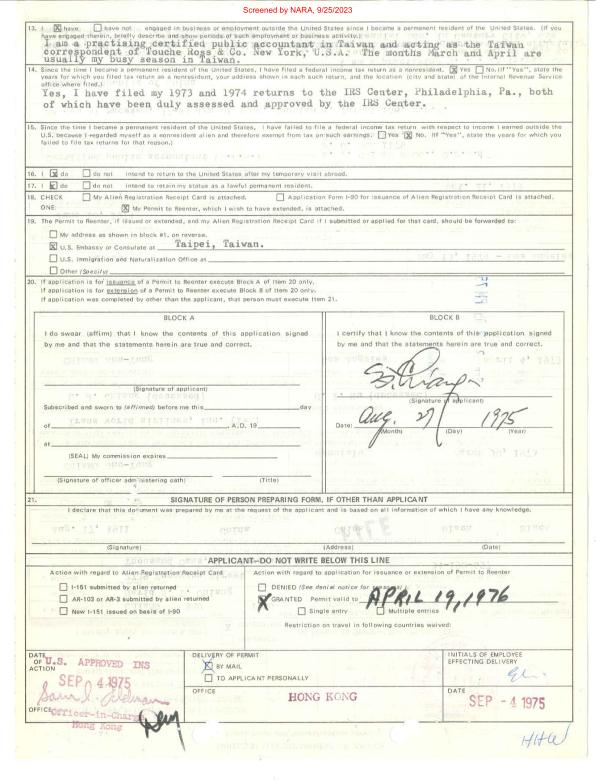 Screened by NARA, 9/25/2023
13. I ☒ have ☐ have not engaged in business or employment outside the United States since I became a permanent resident of the United States. (If you
have engaged therein, briefly describe and show periods of such employment or business activity.)
I am a practising certified public accountant in Taiwan and acting as the Taiwan
correspondent of Touche Ross & Co. New York, U.S.A. The months March and April are
usually my busy season in Taiwan.
14. Since the time I became a permanent resident of the United States, I have filed a federal income tax return as a nonresident. ☒ Yes ☐ No. (If "Yes", state the
years for which you filed tax return as a nonresident, your address shown in each such return, and the location (city and state) of the Internal Revenue Service
office where filed.)
Yes, I have filed my 1973 and 1974 returns to the IRS Center, Philadelphia, Pa., both
of which have been duly assessed and approved by the IRS Center.
15. Since the time I became a permanent resident of the United States, I have failed to file a federal income tax return with respect to income I earned outside the
U.S. because I regarded myself as a nonresident alien and therefore exempt from tax on such earnings. ☐ Yes ☒ No. (If "Yes", state the years for which you
failed to file tax returns for that reason.)
16. I ☒ do ☐ do not intend to return to the United States after my temporary visit abroad.
17. I ☒ do ☐ do not intend to retain my status as a lawful permanent resident.
18. CHECK ☐ My Alien Registration Receipt Card is attached. ☐ Application Form I-90 for issuance of Alien Registration Receipt Card is attached.
ONE: ☒ My Permit to Reenter, which I wish to have extended, is attached.
19. The Permit to Reenter, if issued or extended, and my Alien Registration Receipt Card if I submitted or applied for that card, should be forwarded to:
☐ My address as shown in block #1, on reverse.
☒ U.S. Embassy or Consulate at Taipei, Taiwan.
☐ U.S. Immigration and Naturalization Office at
☐ Other (Specify)
20. If application is for issuance of a Permit to Reenter execute Block A of Item 20 only.
If application is for extension of a Permit to Reenter execute Block B of Item 20 only.
If application was completed by other than the applicant, that person must execute Item 21.
BLOCK A
I do swear (affirm) that I know the contents of this application signed
by me and that the statements herein are true and correct.
(Signature of applicant)
Subscribed and sworn to (affirmed) before me this day
of , A.D. 19
at
(SEAL) My commission expires
(Signature of officer administering oath) (Title)
BLOCK B
I certify that I know the contents of this application signed
by me and that the statements herein are true and correct.
(Signature of applicant)
Date: Aug. 27 1975
(Month) (Day) (Year)
21. SIGNATURE OF PERSON PREPARING FORM, IF OTHER THAN APPLICANT
I declare that this document was prepared by me at the request of the applicant and is based on all information of which I have any knowledge.
(Signature) (Address) (Date)
APPLICANT—DO NOT WRITE BELOW THIS LINE
Action with regard to Alien Registration Receipt Card
☐ I-151 submitted by alien returned
☐ AR-103 or AR-3 submitted by alien returned
☐ New I-151 issued on basis of I-90
Action with regard to application for issuance or extension of Permit to Reenter
☐ DENIED (See denial notice for reasons)
☒ GRANTED Permit valid to APRIL 19, 1976
☐ Single entry ☐ Multiple entries
Restriction on travel in following countries waived:
DATE
OF
ACTION
U.S. APPROVED INS
SEP 4 1975
OFFICE
Officer-in-Charge
Hong Kong
DELIVERY OF PERMIT
☒ BY MAIL
☐ TO APPLICANT PERSONALLY
OFFICE
HONG KONG
INITIALS OF EMPLOYEE
EFFECTING DELIVERY
DATE
SEP - 4 1975